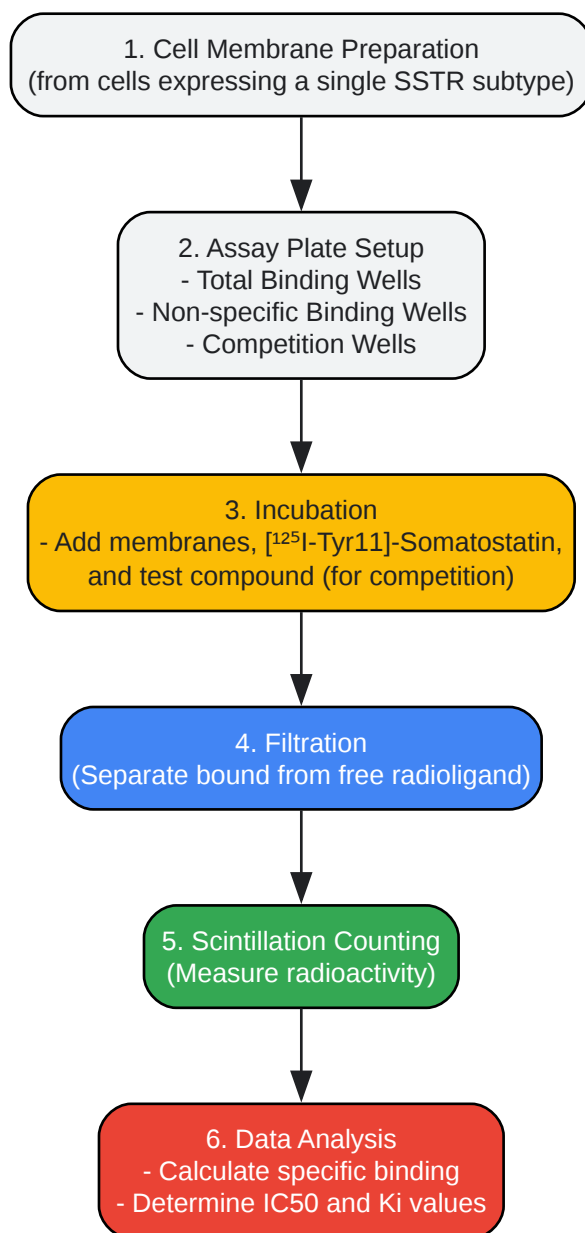 1. Cell Membrane Preparation
(from cells expressing a single SSTR subtype)
2. Assay Plate Setup
- Total Binding Wells
- Non-specific Binding Wells
- Competition Wells
3. Incubation
- Add membranes, [¹²⁵I-Tyr11]-Somatostatin,
and test compound (for competition)
4. Filtration
(Separate bound from free radioligand)
5. Scintillation Counting
(Measure radioactivity)
6. Data Analysis
- Calculate specific binding
- Determine IC50 and Ki values